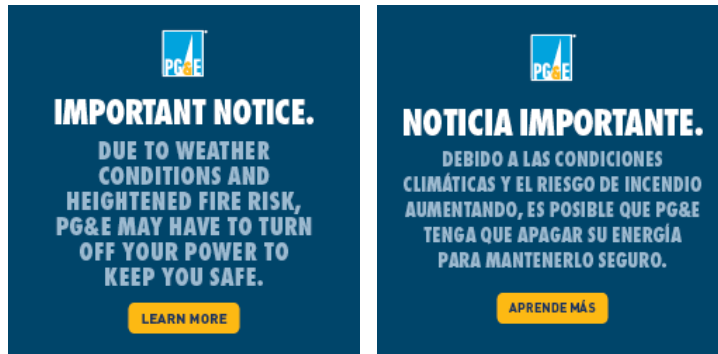 PG&E
IMPORTANT NOTICE.
DUE TO WEATHER
CONDITIONS AND
HEIGHTENED FIRE RISK,
PG&E MAY HAVE TO TURN
OFF YOUR POWER TO
KEEP YOU SAFE.
LEARN MORE
PG&E
NOTICIA IMPORTANTE.
DEBIDO A LAS CONDICIONES
CLIMÁTICAS Y EL RIESGO DE INCENDIO
AUMENTANDO, ES POSIBLE QUE PG&E
TENGA QUE APAGAR SU ENERGÍA
PARA MANTENERLO SEGURO.
APRENDE MÁS